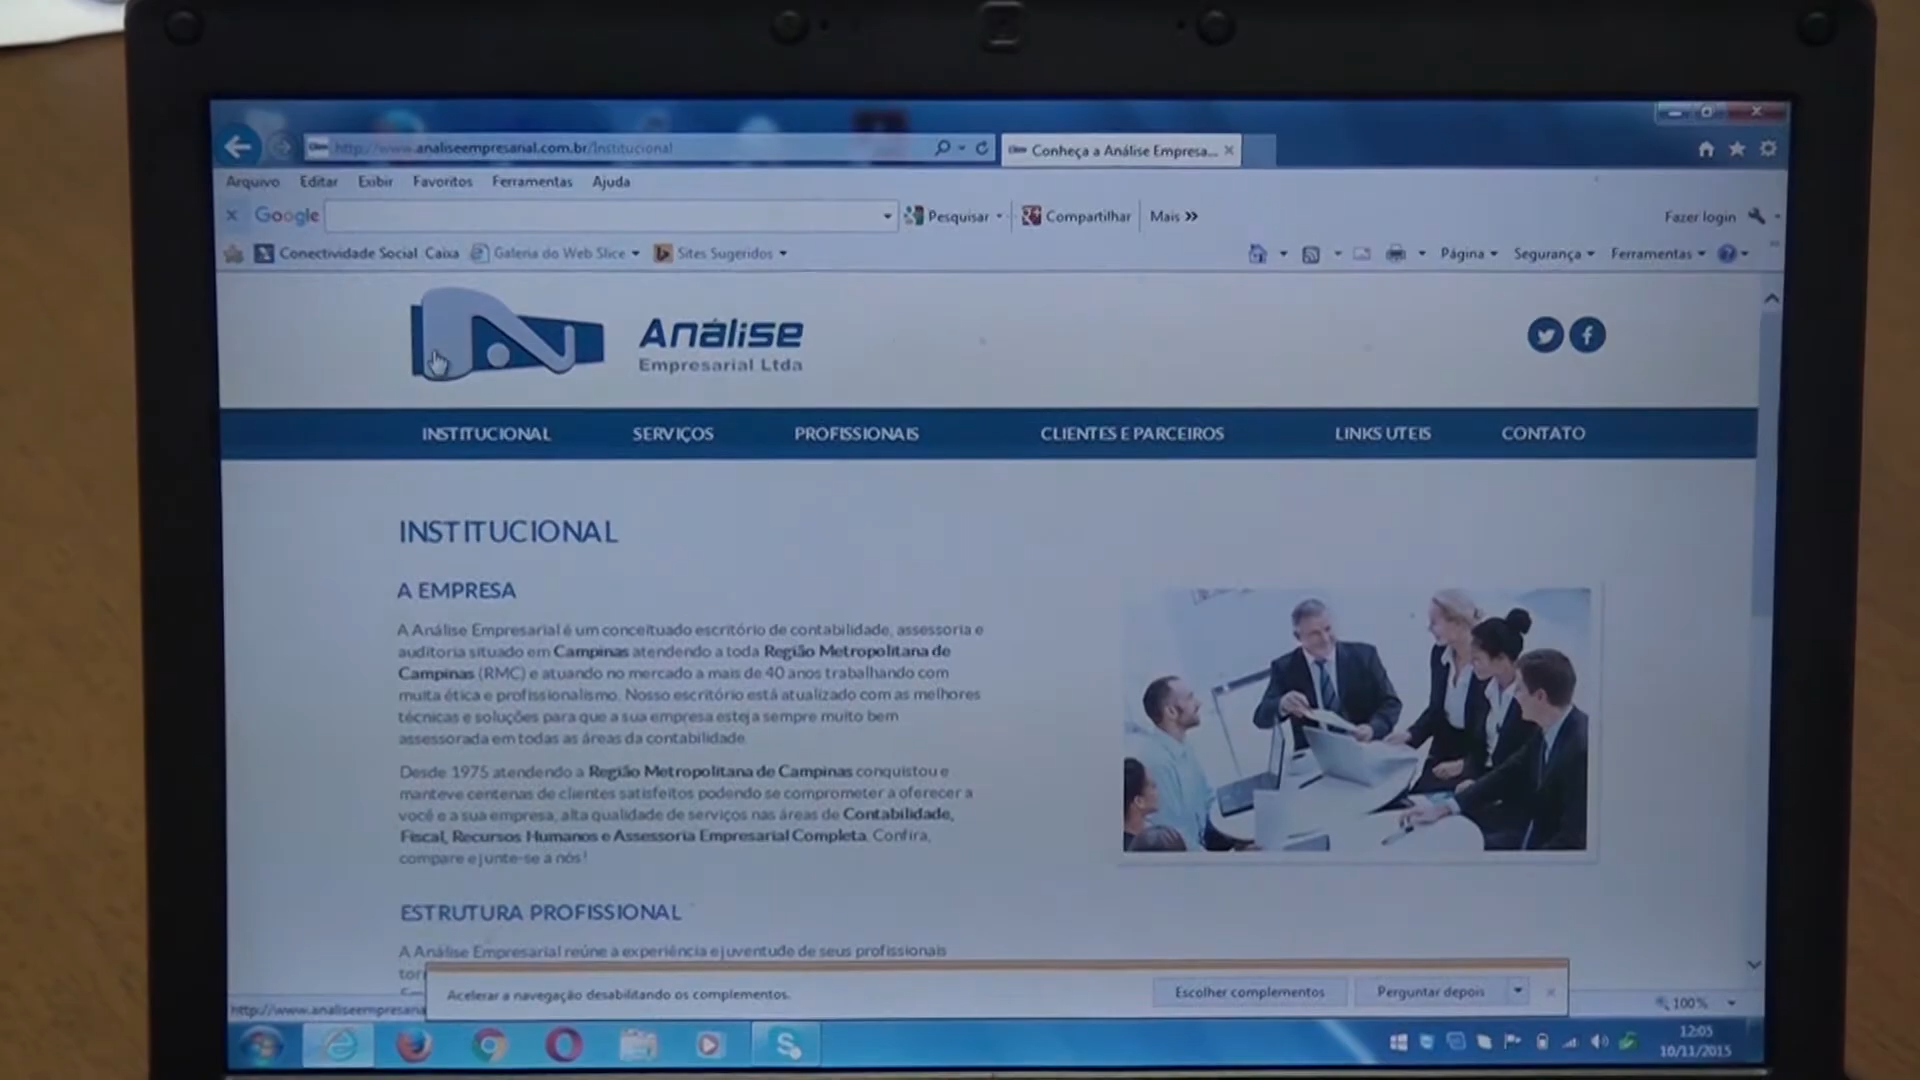 http://www.analiseempresarial.com.br/Institucional
Conheça a Análise Empresa...
Arquivo Editar Exibir Favoritos Ferramentas Ajuda
Google Pesquisar Compartilhar Mais Fazer login
Conectividade Social Caixa Galeria do Web Slice Sites Sugeridos Página Segurança Ferramentas
Análise
Empresarial Ltda
INSTITUCIONAL SERVIÇOS PROFISSIONAIS CLIENTES E PARCEIROS LINKS UTEIS CONTATO
INSTITUCIONAL
A EMPRESA
A Análise Empresarial é um conceituado escritório de contabilidade, assessoria e
auditoria situado em Campinas atendendo a toda Região Metropolitana de
Campinas (RMC) e atuando no mercado a mais de 40 anos trabalhando com
muita ética e profissionalismo. Nosso escritório está atualizado com as melhores
técnicas e soluções para que a sua empresa esteja sempre muito bem
assessorada em todas as áreas da contabilidade.
Desde 1975 atendendo a Região Metropolitana de Campinas conquistou e
manteve centenas de clientes satisfeitos podendo se comprometer a oferecer a
você e a sua empresa, alta qualidade de serviços nas áreas de Contabilidade,
Fiscal, Recursos Humanos e Assessoria Empresarial Completa. Confira,
compare e junte-se a nós!
ESTRUTURA PROFISSIONAL
A Análise Empresarial reúne a experiência e juventude de seus profissionais
Acelerar a navegação desabilitando os complementos.
Escolher complementos Perguntar depois
http://www.analiseempresaria
100%
12:05
10/11/2015